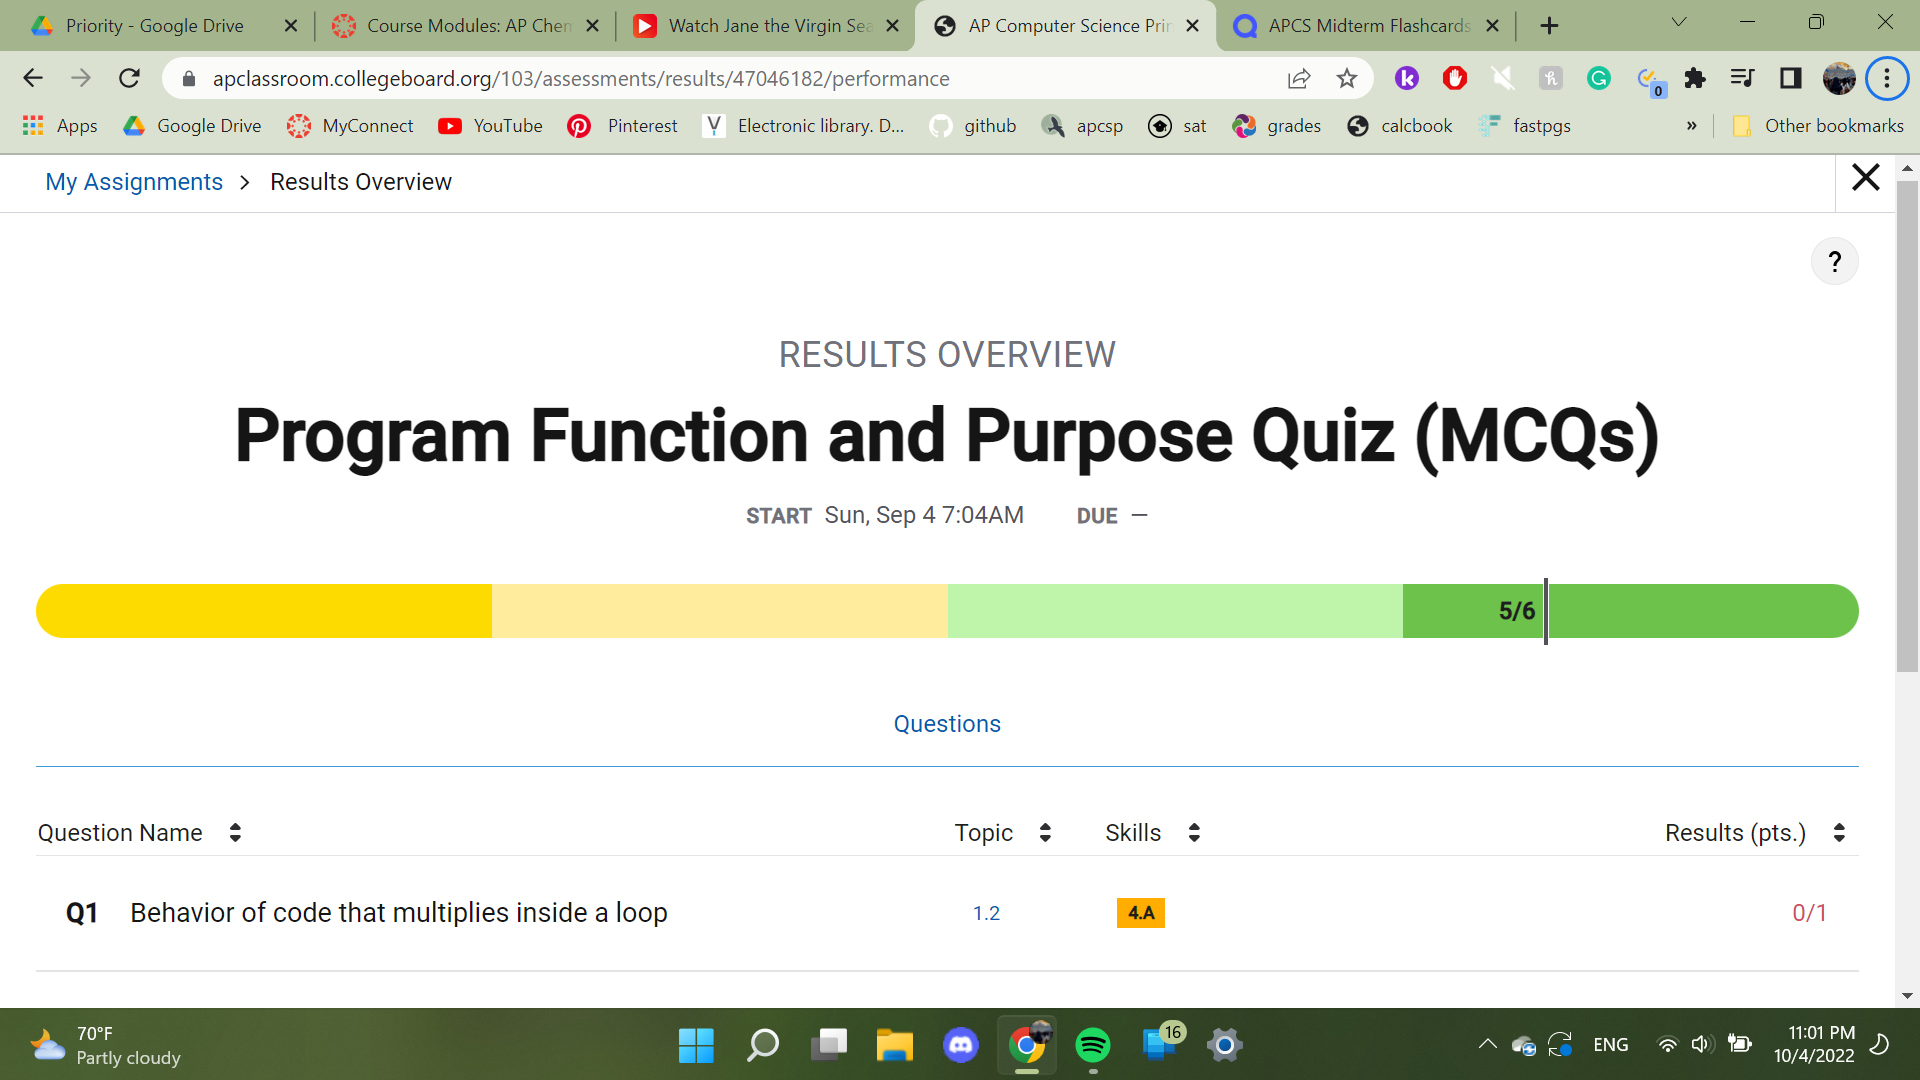 Priority - Google Drive
Course Modules: AP Chem
Watch Jane the Virgin Sea
AP Computer Science Prin
APCS Midterm Flashcards
apclassroom.collegeboard.org/103/assessments/results/47046182/performance
0
Apps
Google Drive
MyConnect
YouTube
Pinterest
Electronic library. D...
github
apcsp
sat
grades
calcbook
fastpgs
»
Other bookmarks
My Assignments > Results Overview
?
RESULTS OVERVIEW
Program Function and Purpose Quiz (MCQs)
START Sun, Sep 4 7:04AM DUE —
5/6
Questions
Question Name Topic Skills Results (pts.)
Q1 Behavior of code that multiplies inside a loop 1.2 4.A 0/1
70°F
Partly cloudy
16
ENG
11:01 PM
10/4/2022